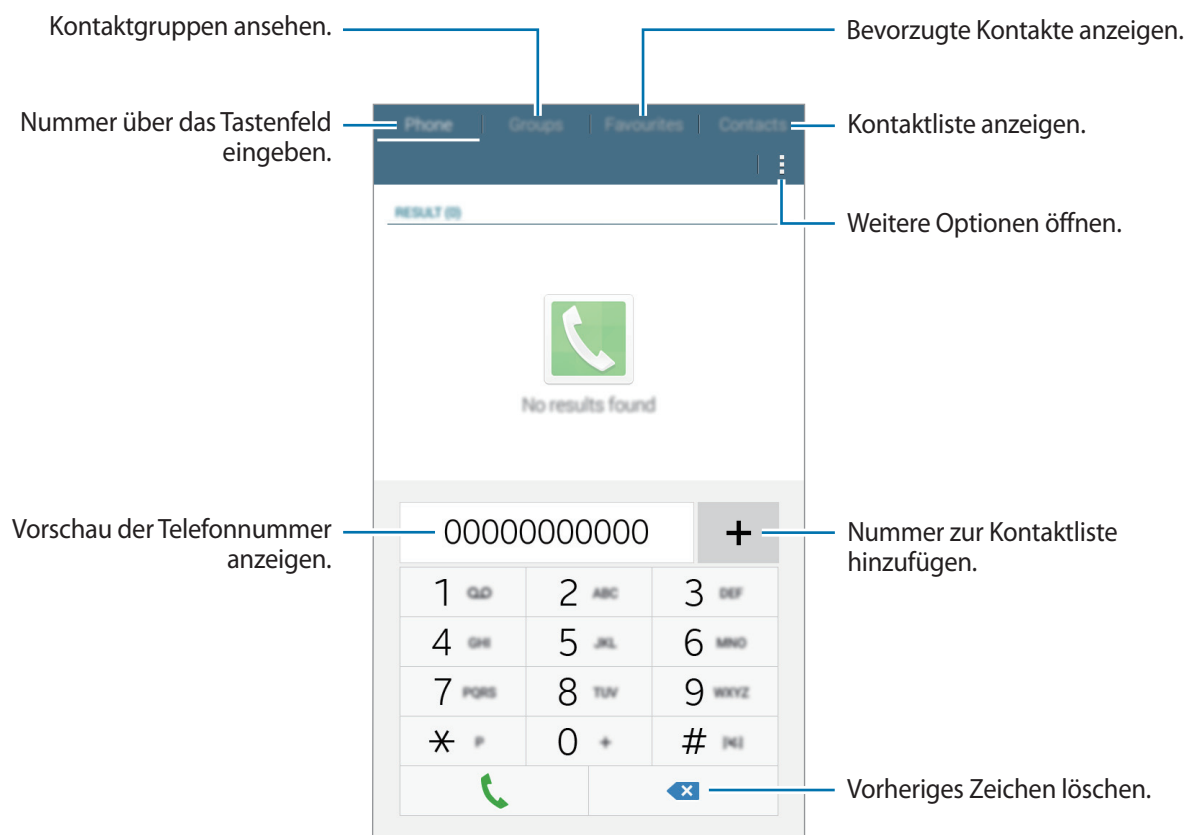 Kontaktgruppen ansehen.
Bevorzugte Kontakte anzeigen.
Nummer über das Tastenfeld
eingeben.
Phone Groups Favourites Contacts
Kontaktliste anzeigen.
Weitere Optionen öffnen.
RESULT (0)
No results found
Vorschau der Telefonnummer
anzeigen.
00000000000 +
Nummer zur Kontaktliste
hinzufügen.
1 2 ABC 3 DEF
4 GHI 5 JKL 6 MNO
7 PQRS 8 TUV 9 WXYZ
* P 0 + #
Vorheriges Zeichen löschen.